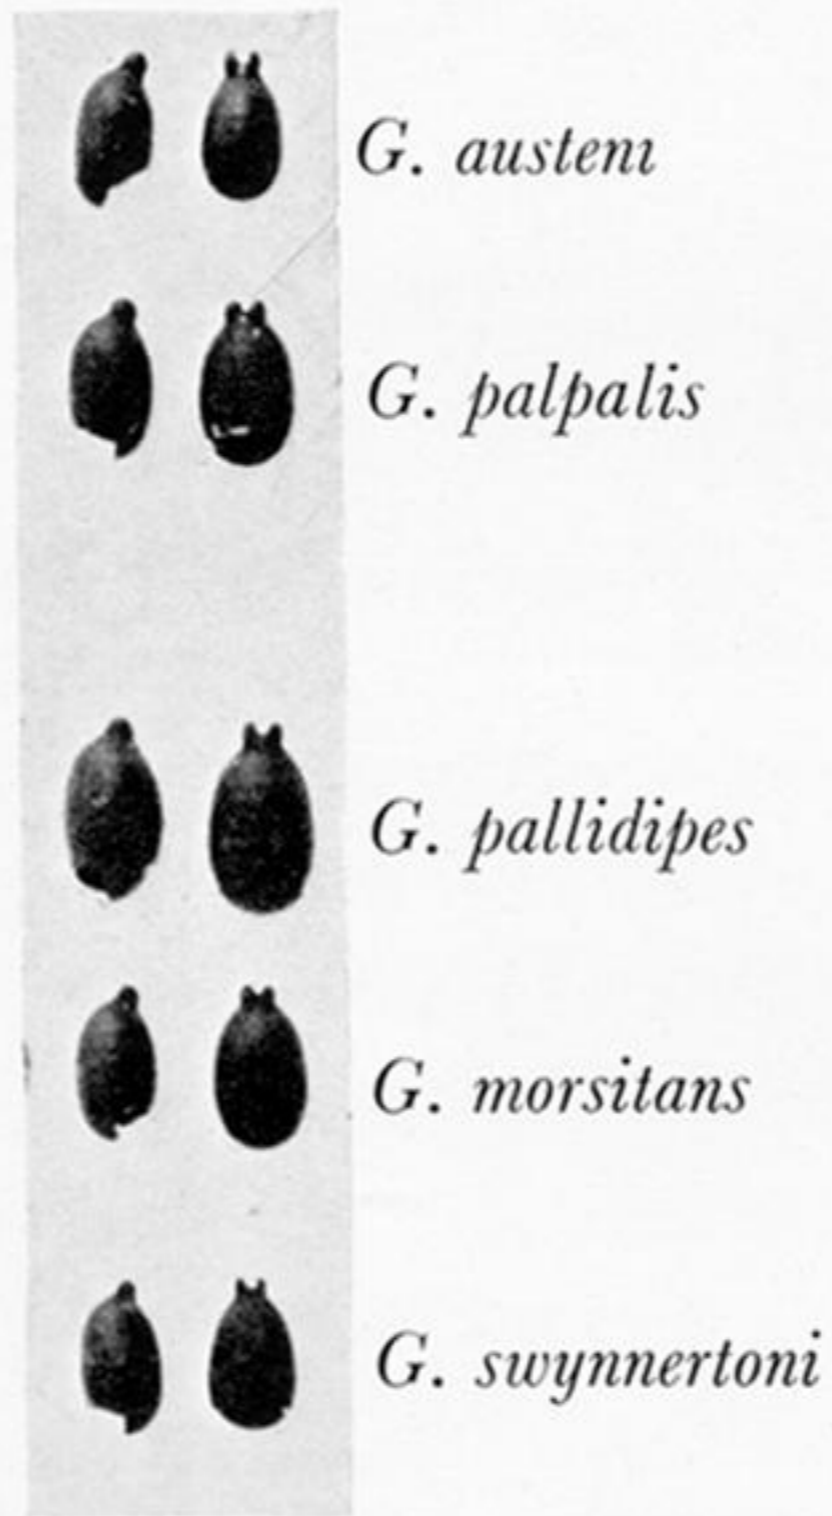 G. austeni
G. palpalis
G. pallidipes
G. morsitans
G. swynnertoni